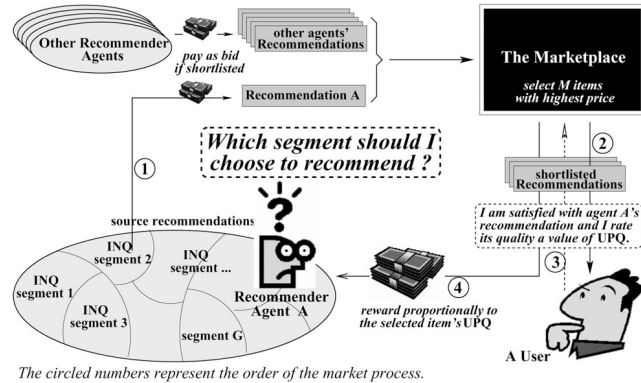 Other Recommender
Agents
pay as bid
if shortlisted
other agents'
Recommendations
Recommendation A
The Marketplace
select M items
with highest price
1
Which segment should I
choose to recommend ?
2
shortlisted
Recommendations
I am satisfied with agent A's
recommendation and I rate
its quality a value of UPQ.
source recommendations
INQ
segment 2
INQ
segment ...
INQ
segment 1
INQ
segment 3
segment G
Recommender
Agent A
?
4
3
reward proportionally to
the selected item's UPQ
A User
The circled numbers represent the order of the market process.